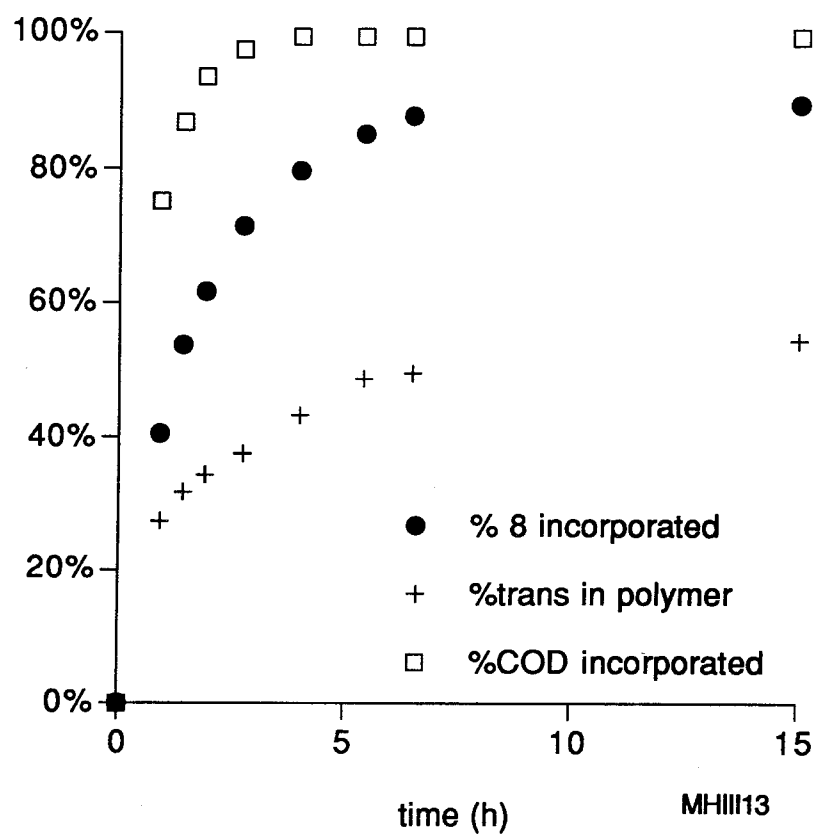 100%
80%
60%
40%
20%
0%
0
5
10
15
% 8 incorporated
%trans in polymer
%COD incorporated
time (h)
MHIII13